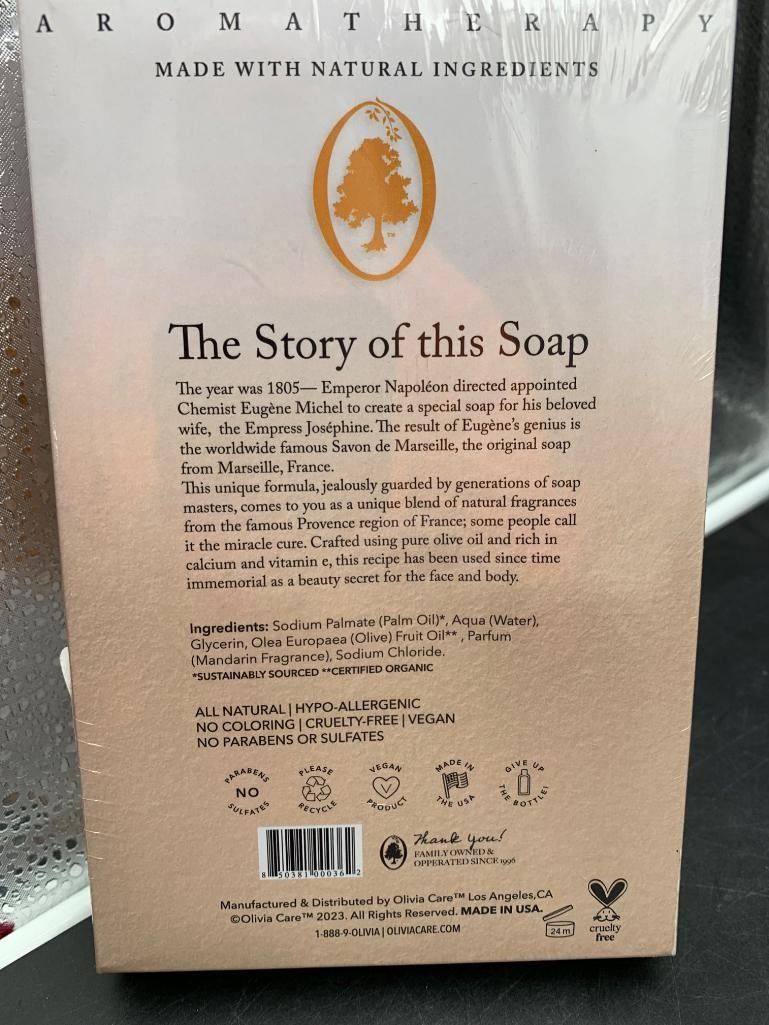 AROMATHERAPY
MADE WITH NATURAL INGREDIENTS
TM
The Story of this Soap
The year was 1805— Emperor Napoléon directed appointed
Chemist Eugène Michel to create a special soap for his beloved
wife, the Empress Joséphine. The result of Eugène's genius is
the worldwide famous Savon de Marseille, the original soap
from Marseille, France.
This unique formula, jealously guarded by generations of soap
masters, comes to you as a unique blend of natural fragrances
from the famous Provence region of France; some people call
it the miracle cure. Crafted using pure olive oil and rich in
calcium and vitamin e, this recipe has been used since time
immemorial as a beauty secret for the face and body.
Ingredients: Sodium Palmate (Palm Oil)*, Aqua (Water),
Glycerin, Olea Europaea (Olive) Fruit Oil** , Parfum
(Mandarin Fragrance), Sodium Chloride.
*SUSTAINABLY SOURCED **CERTIFIED ORGANIC
ALL NATURAL | HYPO-ALLERGENIC
NO COLORING | CRUELTY-FREE | VEGAN
NO PARABENS OR SULFATES
PARABENS NO SULFATES
PLEASE RECYCLE
VEGAN V PRODUCT
MADE IN THE USA
GIVE UP THE BOTTLE!
8 50381 00036 2
Thank you!
FAMILY OWNED &
OPPERATED SINCE 1996
Manufactured & Distributed by Olivia Care™ Los Angeles,CA
©Olivia Care™ 2023. All Rights Reserved. MADE IN USA.
1-888-9-OLIVIA | OLIVIACARE.COM
24 m
cruelty
free